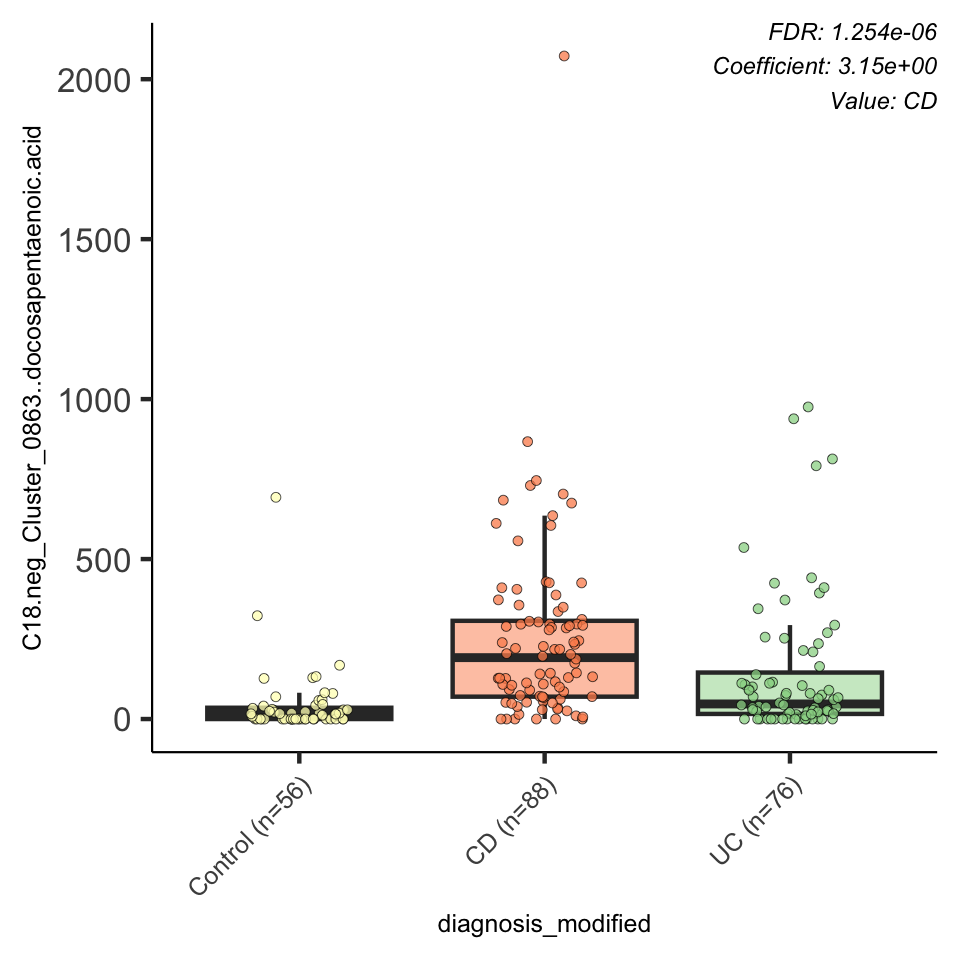 FDR: 1.254e-06
Coefficient: 3.15e+00
Value: CD
2000
1500
1000
500
0
C18.neg_Cluster_0863..docosapentaenoic.acid
Control (n=56)
CD (n=88)
UC (n=76)
diagnosis_modified